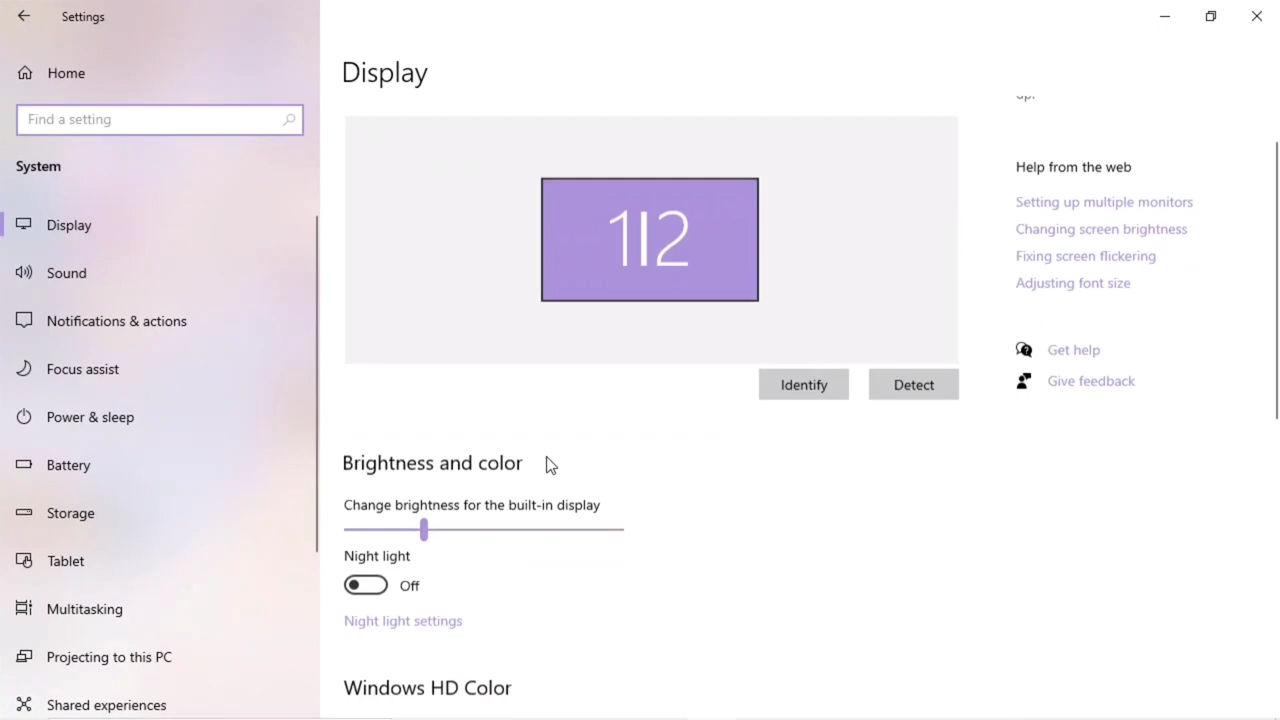 Settings
Home
Find a setting
System
Display
Sound
Notifications & actions
Focus assist
Power & sleep
Battery
Storage
Tablet
Multitasking
Projecting to this PC
Shared experiences
Display
1|2
Identify
Detect
Brightness and color
Change brightness for the built-in display
Night light
Off
Night light settings
Windows HD Color
up.
Help from the web
Setting up multiple monitors
Changing screen brightness
Fixing screen flickering
Adjusting font size
Get help
Give feedback